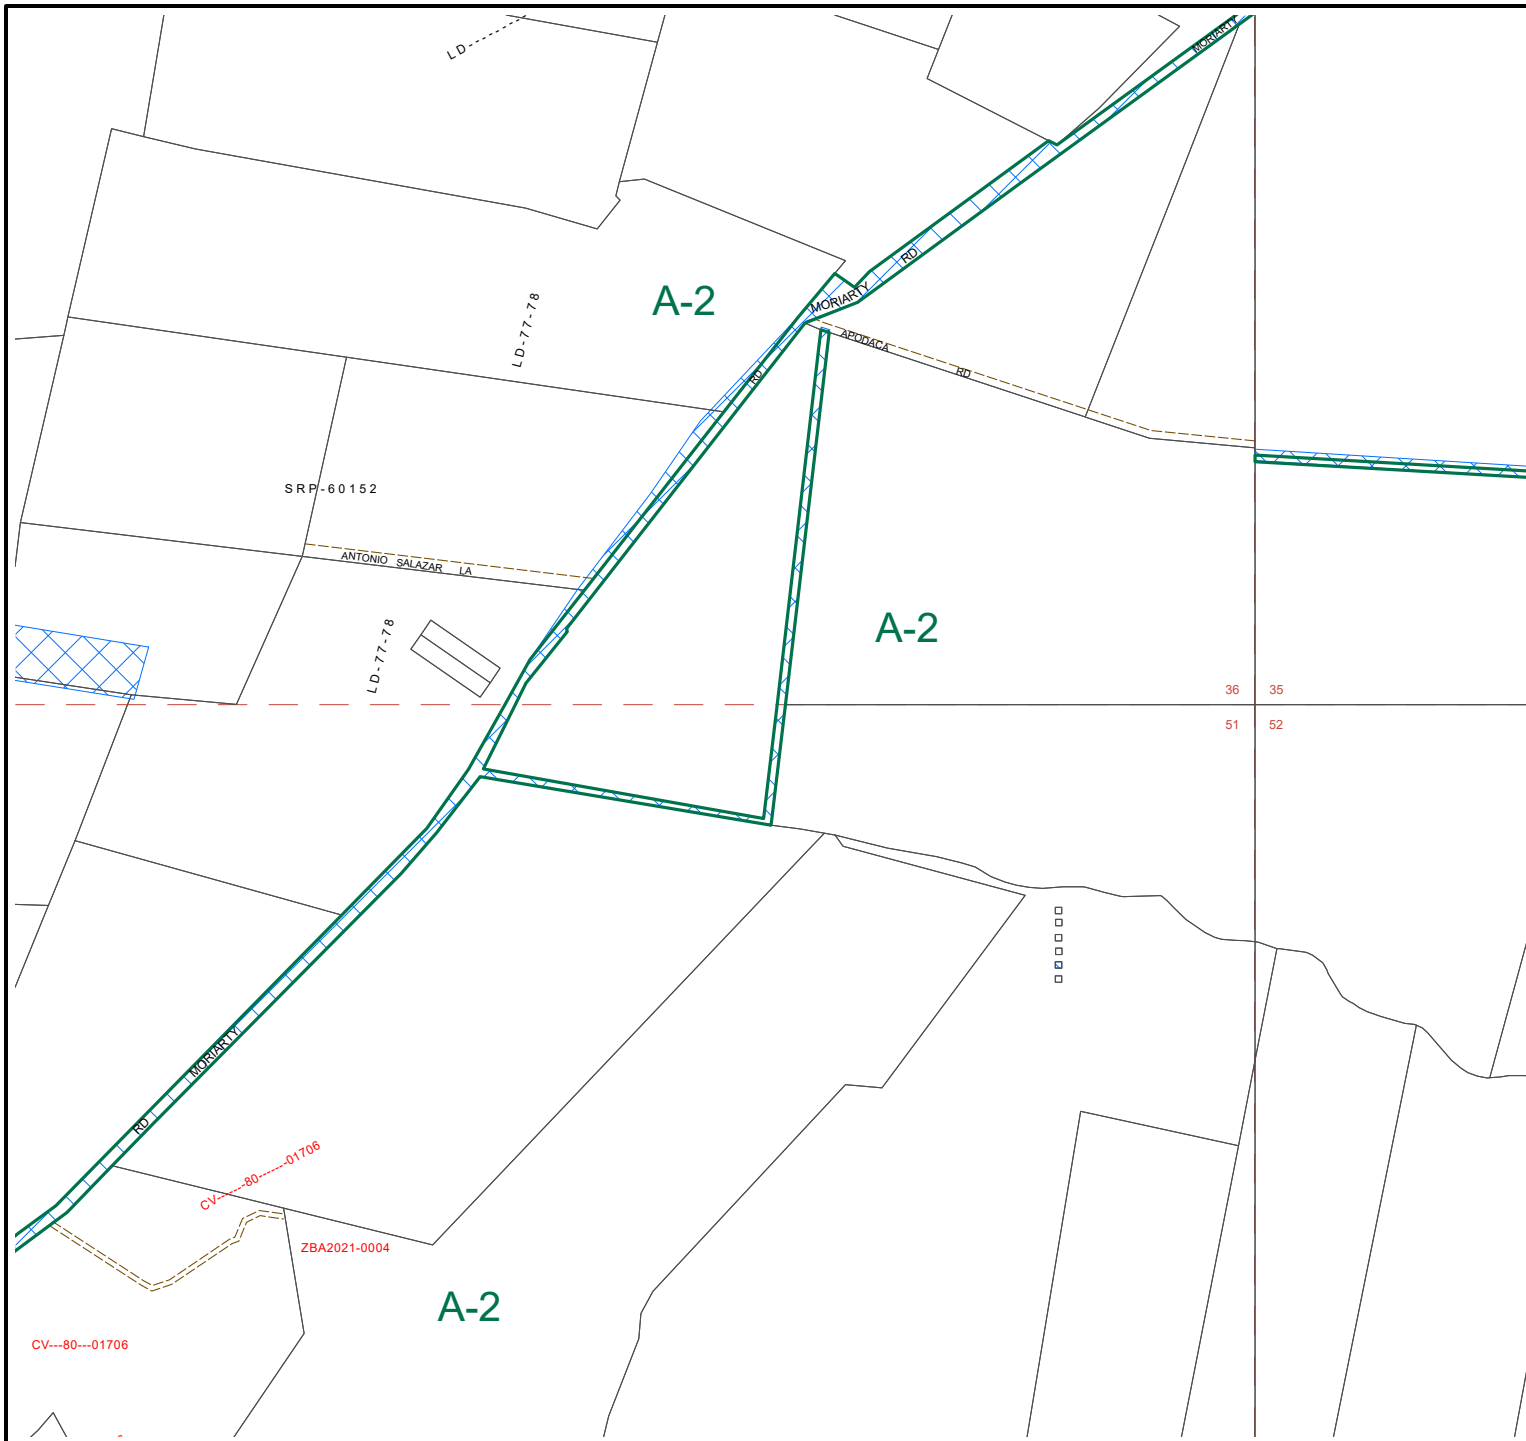 LD------
MORIARTY
RD
MORIARTY
A-2
LD-77-78
APODACA
RD
RD
SRP-60152
ANTONIO SALAZAR LA
A-2
LD-77-78
36 35
51 52
MORIARTY
RD
CV------80------01706
ZBA2021-0004
A-2
CV---80---01706